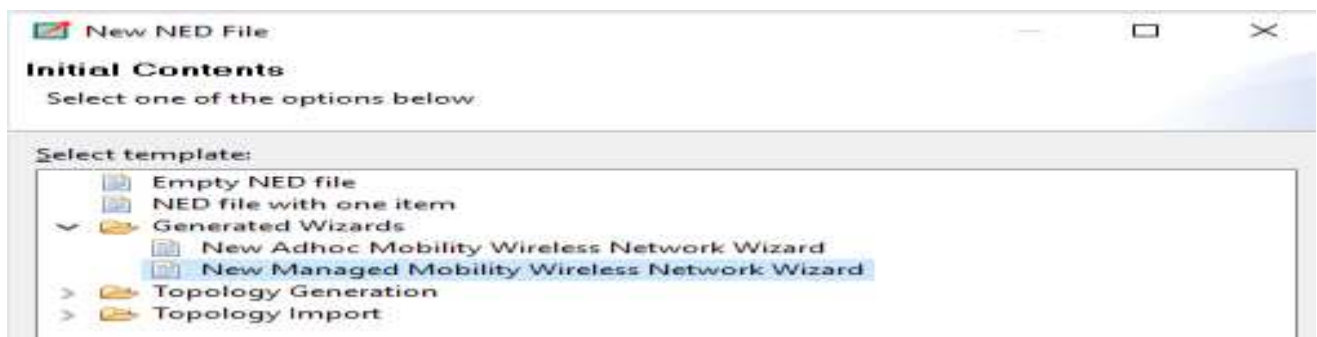 New NED File
Initial Contents
Select one of the options below
Select template:
Empty NED file
NED file with one item
Generated Wizards
New Adhoc Mobility Wireless Network Wizard
New Managed Mobility Wireless Network Wizard
Topology Generation
Topology Import